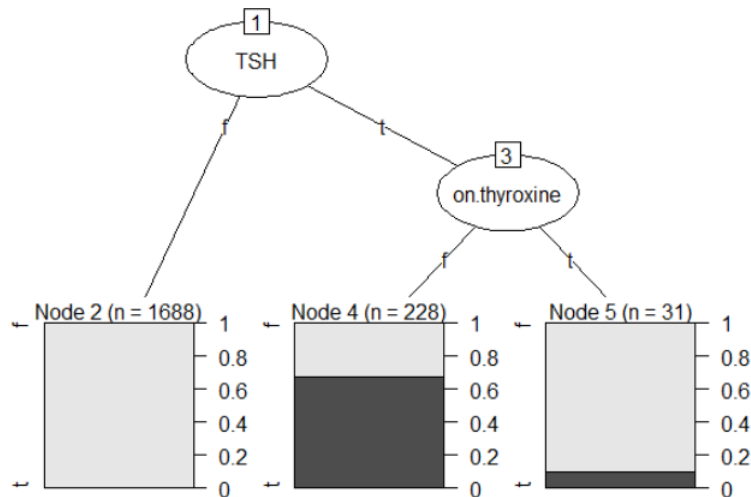 1
TSH
f
t
3
on.thyroxine
f
t
Node 2 (n = 1688)
f
t
1
0.8
0.6
0.4
0.2
0
Node 4 (n = 228)
f
t
1
0.8
0.6
0.4
0.2
0
Node 5 (n = 31)
f
t
1
0.8
0.6
0.4
0.2
0